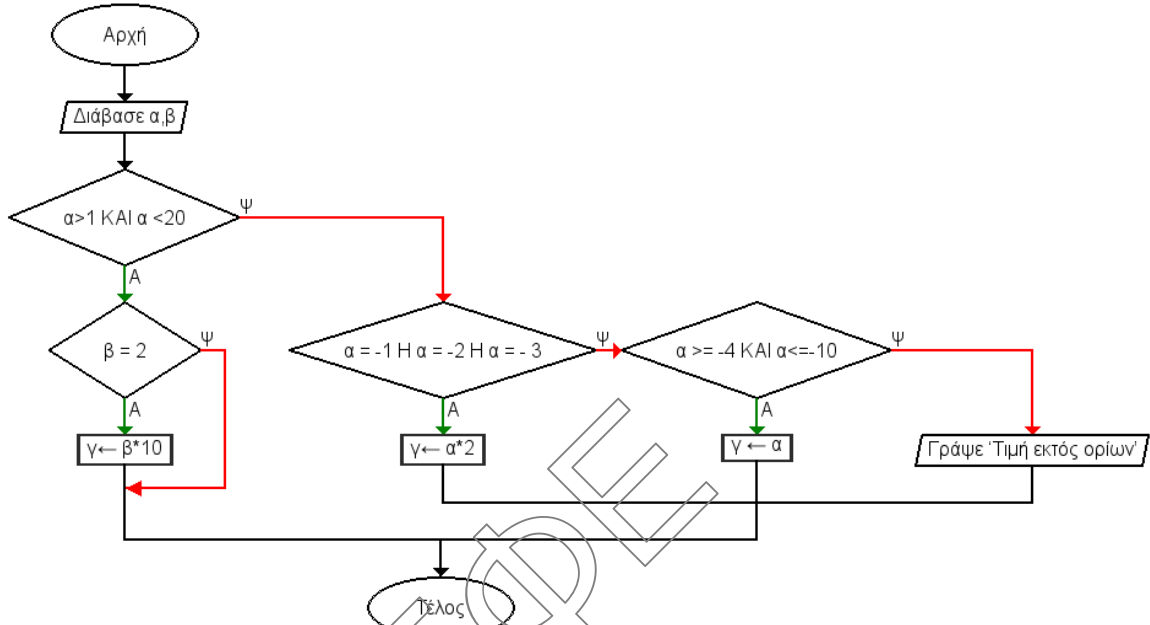 Αρχή
Διάβασε α,β
α>1 ΚΑΙ α <20
Ψ
Α
β = 2
Ψ
α = -1 Η α = -2 Η α = - 3
Ψ
α >= -4 ΚΑΙ α<=-10
Ψ
Α
Α
Α
γ← β*10
γ← α*2
γ ← α
Γράψε 'Τιμή εκτός ορίων'
ΦΕ
Τέλος